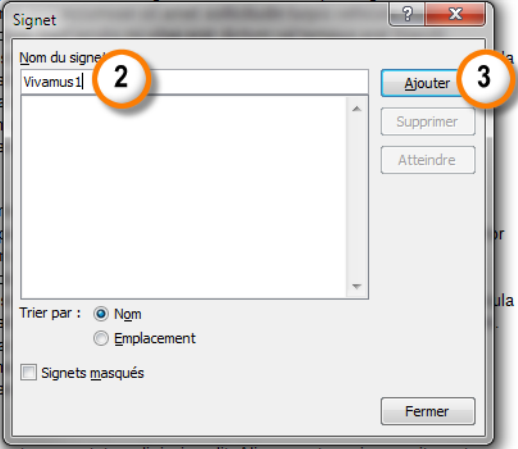 Signet
?
X
Nom du signet
Vivamus1
2
Ajouter
3
Supprimer
Atteindre
Trier par :
Nom
Emplacement
Signets masqués
Fermer